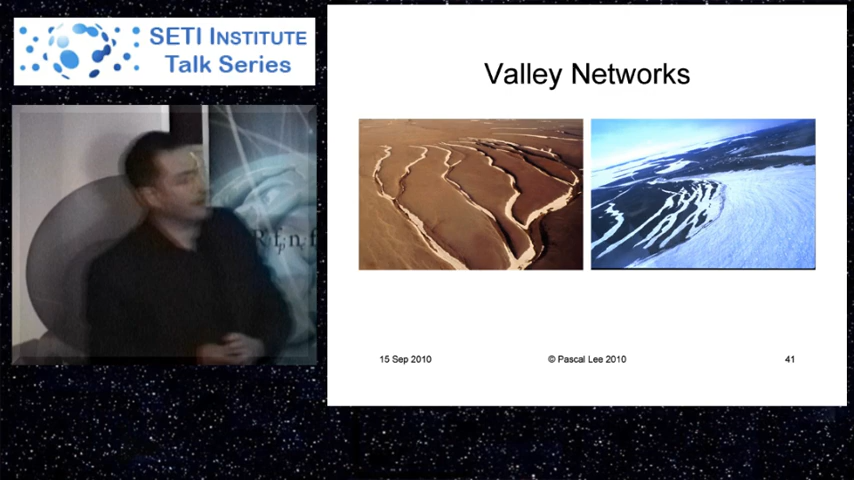 SETI INSTITUTE
Talk Series
Valley Networks
15 Sep 2010
© Pascal Lee 2010
41